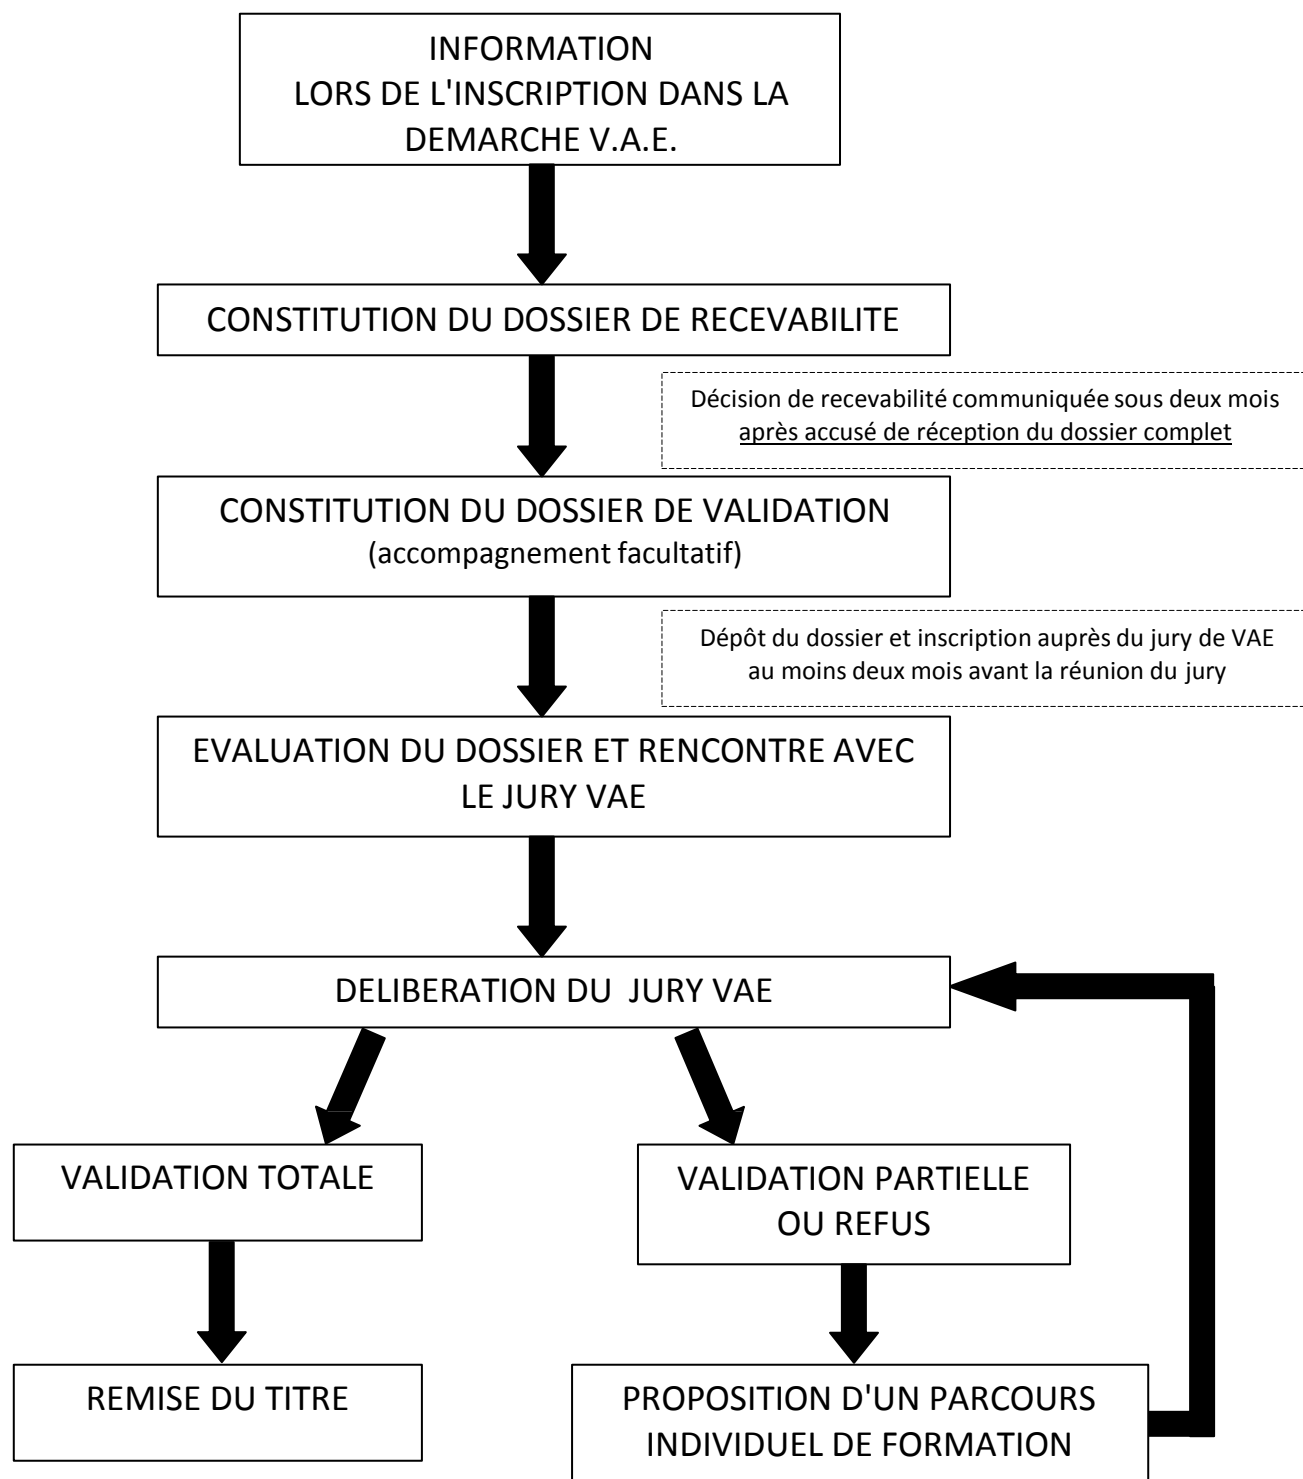 INFORMATION
LORS DE L'INSCRIPTION DANS LA
DEMARCHE V.A.E.
CONSTITUTION DU DOSSIER DE RECEVABILITE
Décision de recevabilité communiquée sous deux mois
après accusé de réception du dossier complet
CONSTITUTION DU DOSSIER DE VALIDATION
(accompagnement facultatif)
Dépôt du dossier et inscription auprès du jury de VAE
au moins deux mois avant la réunion du jury
EVALUATION DU DOSSIER ET RENCONTRE AVEC
LE JURY VAE
DELIBERATION DU JURY VAE
VALIDATION TOTALE
VALIDATION PARTIELLE
OU REFUS
REMISE DU TITRE
PROPOSITION D'UN PARCOURS
INDIVIDUEL DE FORMATION